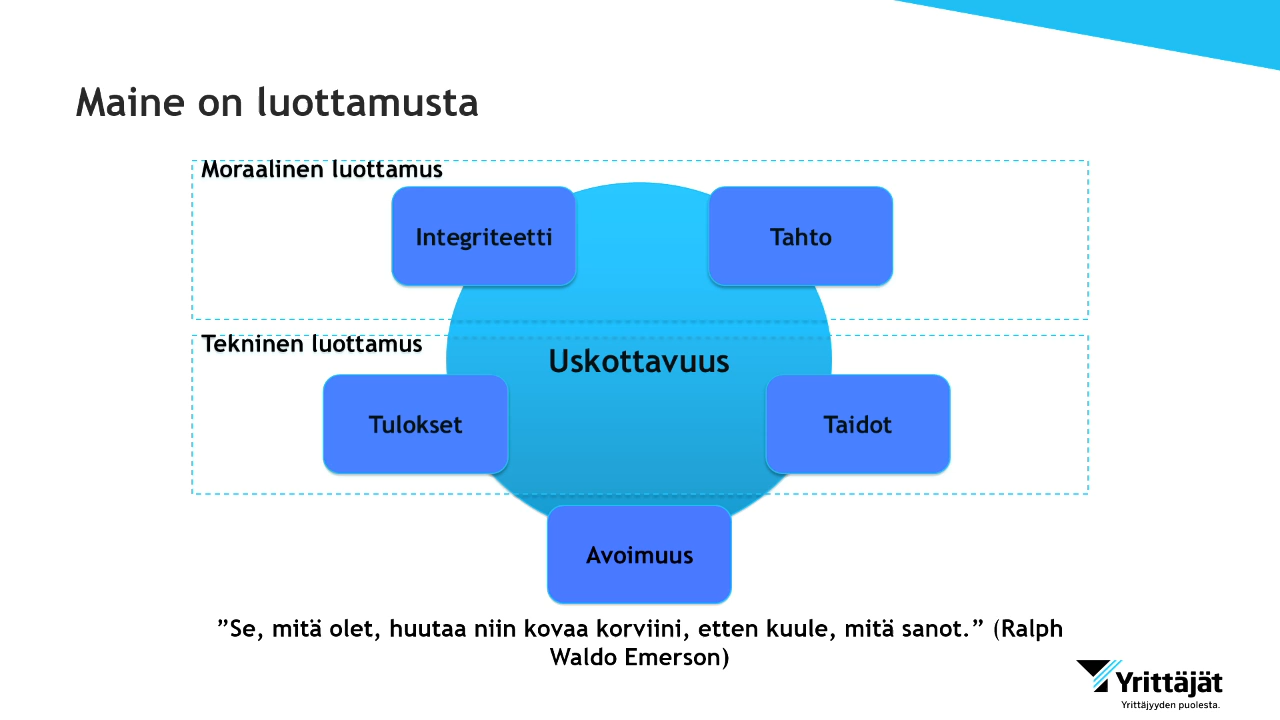 Maine on luottamusta
Moraalinen luottamus
Integriteetti
Tahto
Tekninen luottamus
Uskottavuus
Tulokset
Taidot
Avoimuus
”Se, mitä olet, huutaa niin kovaa korviini, etten kuule, mitä sanot.” (Ralph
Waldo Emerson)
Yrittäjät
Yrittäjyyden puolesta.